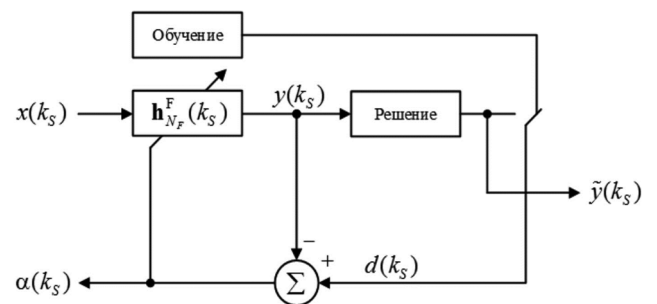 Обучение
x(k_S)
h^F_{N_F}(k_S)
y(k_S)
Решение
ỹ(k_S)
−
+
α(k_S)
Σ
d(k_S)